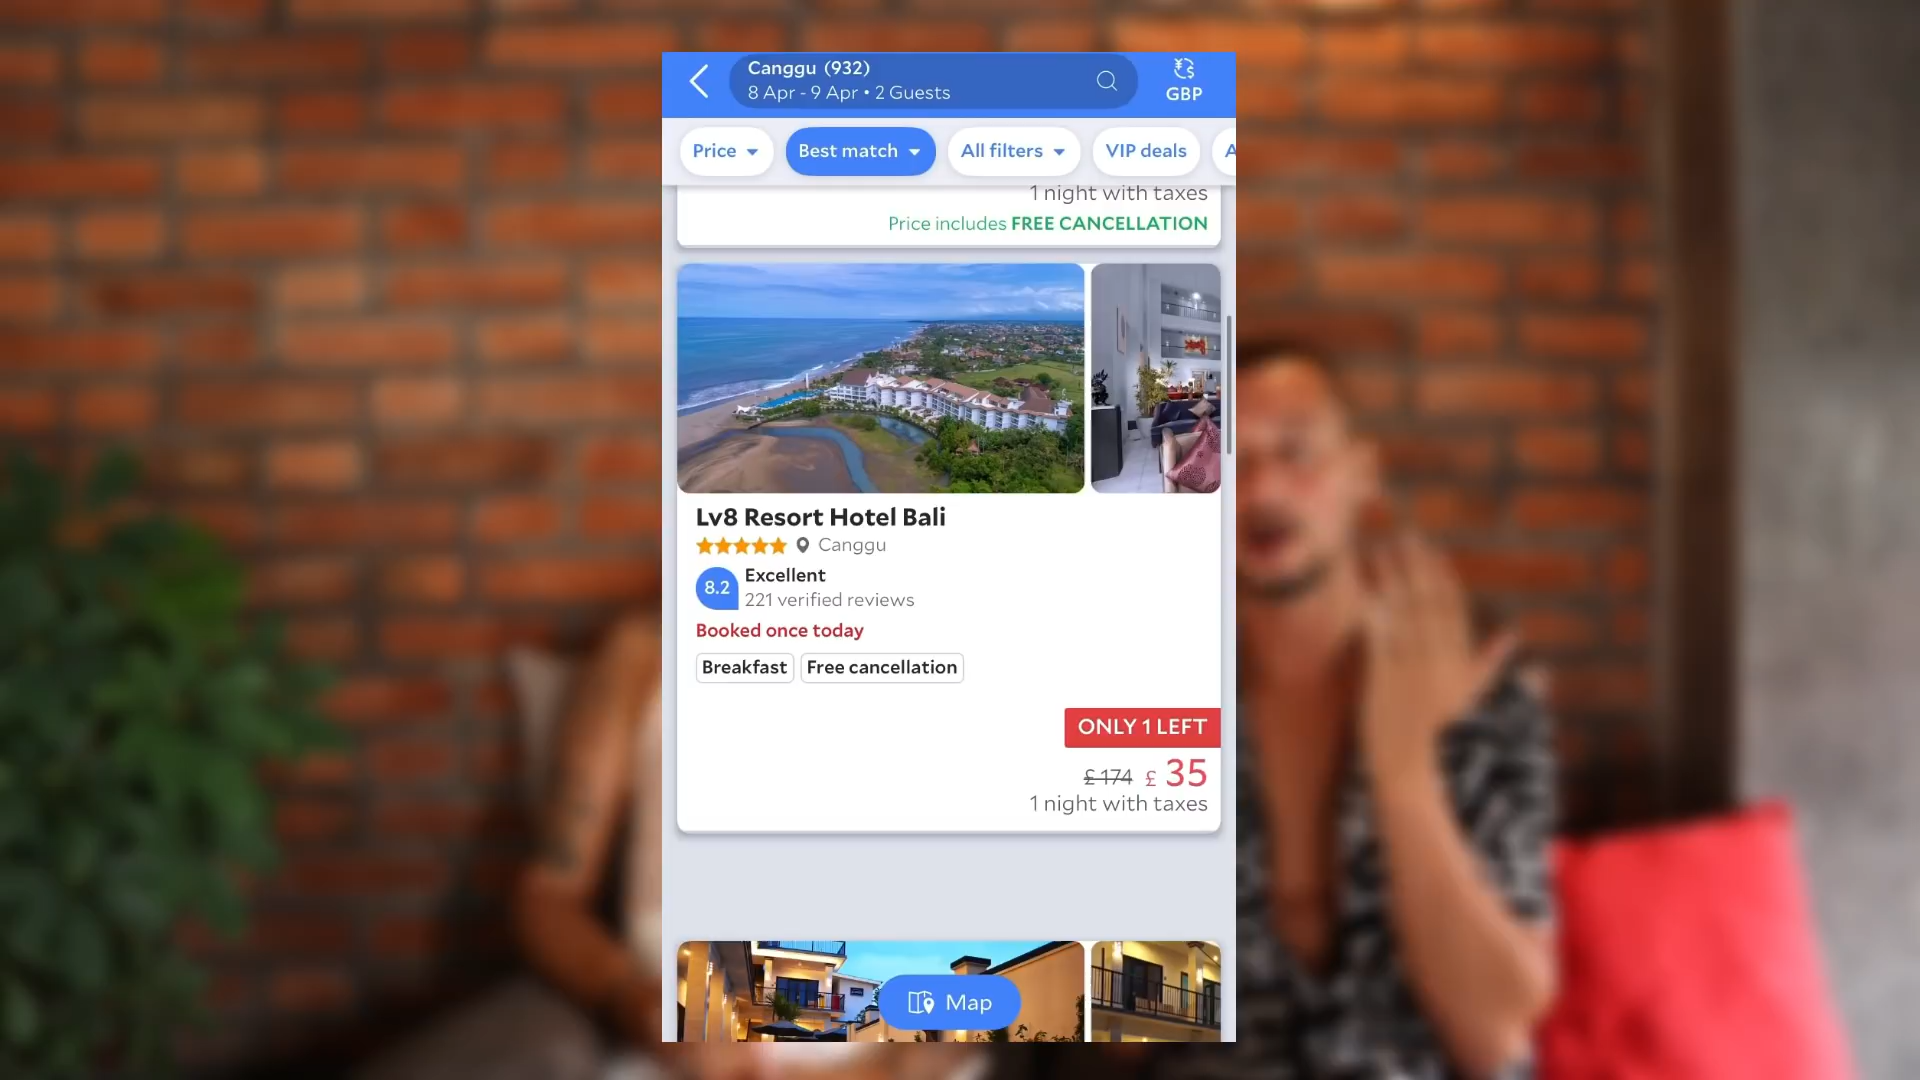 Canggu (932)
8 Apr - 9 Apr • 2 Guests
GBP
Price
Best match
All filters
VIP deals
A
1 night with taxes
Price includes FREE CANCELLATION
Lv8 Resort Hotel Bali
Canggu
8.2
Excellent
221 verified reviews
Booked once today
Breakfast
Free cancellation
ONLY 1 LEFT
£ 174 £ 35
1 night with taxes
Map